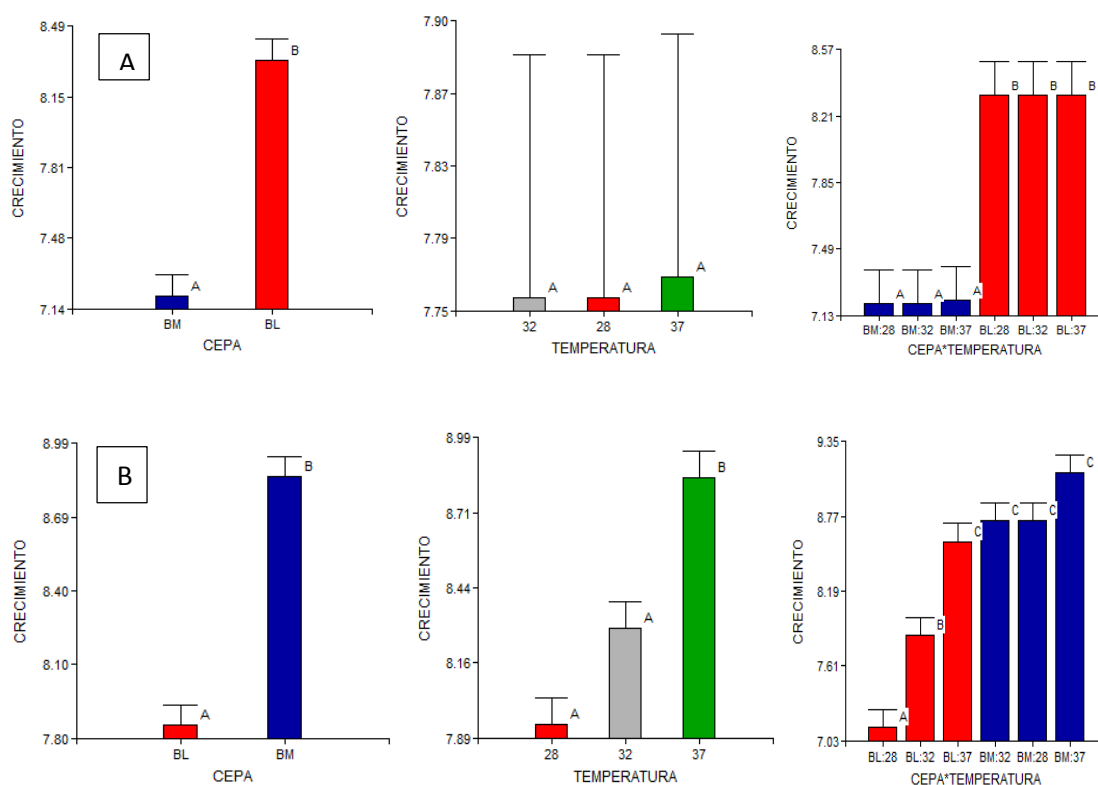 A
CRECIMIENTO
8.49
8.15
7.81
7.48
7.14
A
B
BM
BL
CEPA
CRECIMIENTO
7.90
7.87
7.83
7.79
7.75
A
A
A
32
28
37
TEMPERATURA
CRECIMIENTO
8.57
8.21
7.85
7.49
7.13
A
A
A
B
B
B
BM:28 BM:32 BM:37 BL:28 BL:32 BL:37
CEPA*TEMPERATURA
B
CRECIMIENTO
8.99
8.69
8.40
8.10
7.80
A
B
BL
BM
CEPA
CRECIMIENTO
8.99
8.71
8.44
8.16
7.89
A
A
B
28
32
37
TEMPERATURA
CRECIMIENTO
9.35
8.77
8.19
7.61
7.03
A
B
C
C
C
C
BL:28 BL:32 BL:37 BM:32 BM:28 BM:37
CEPA*TEMPERATURA